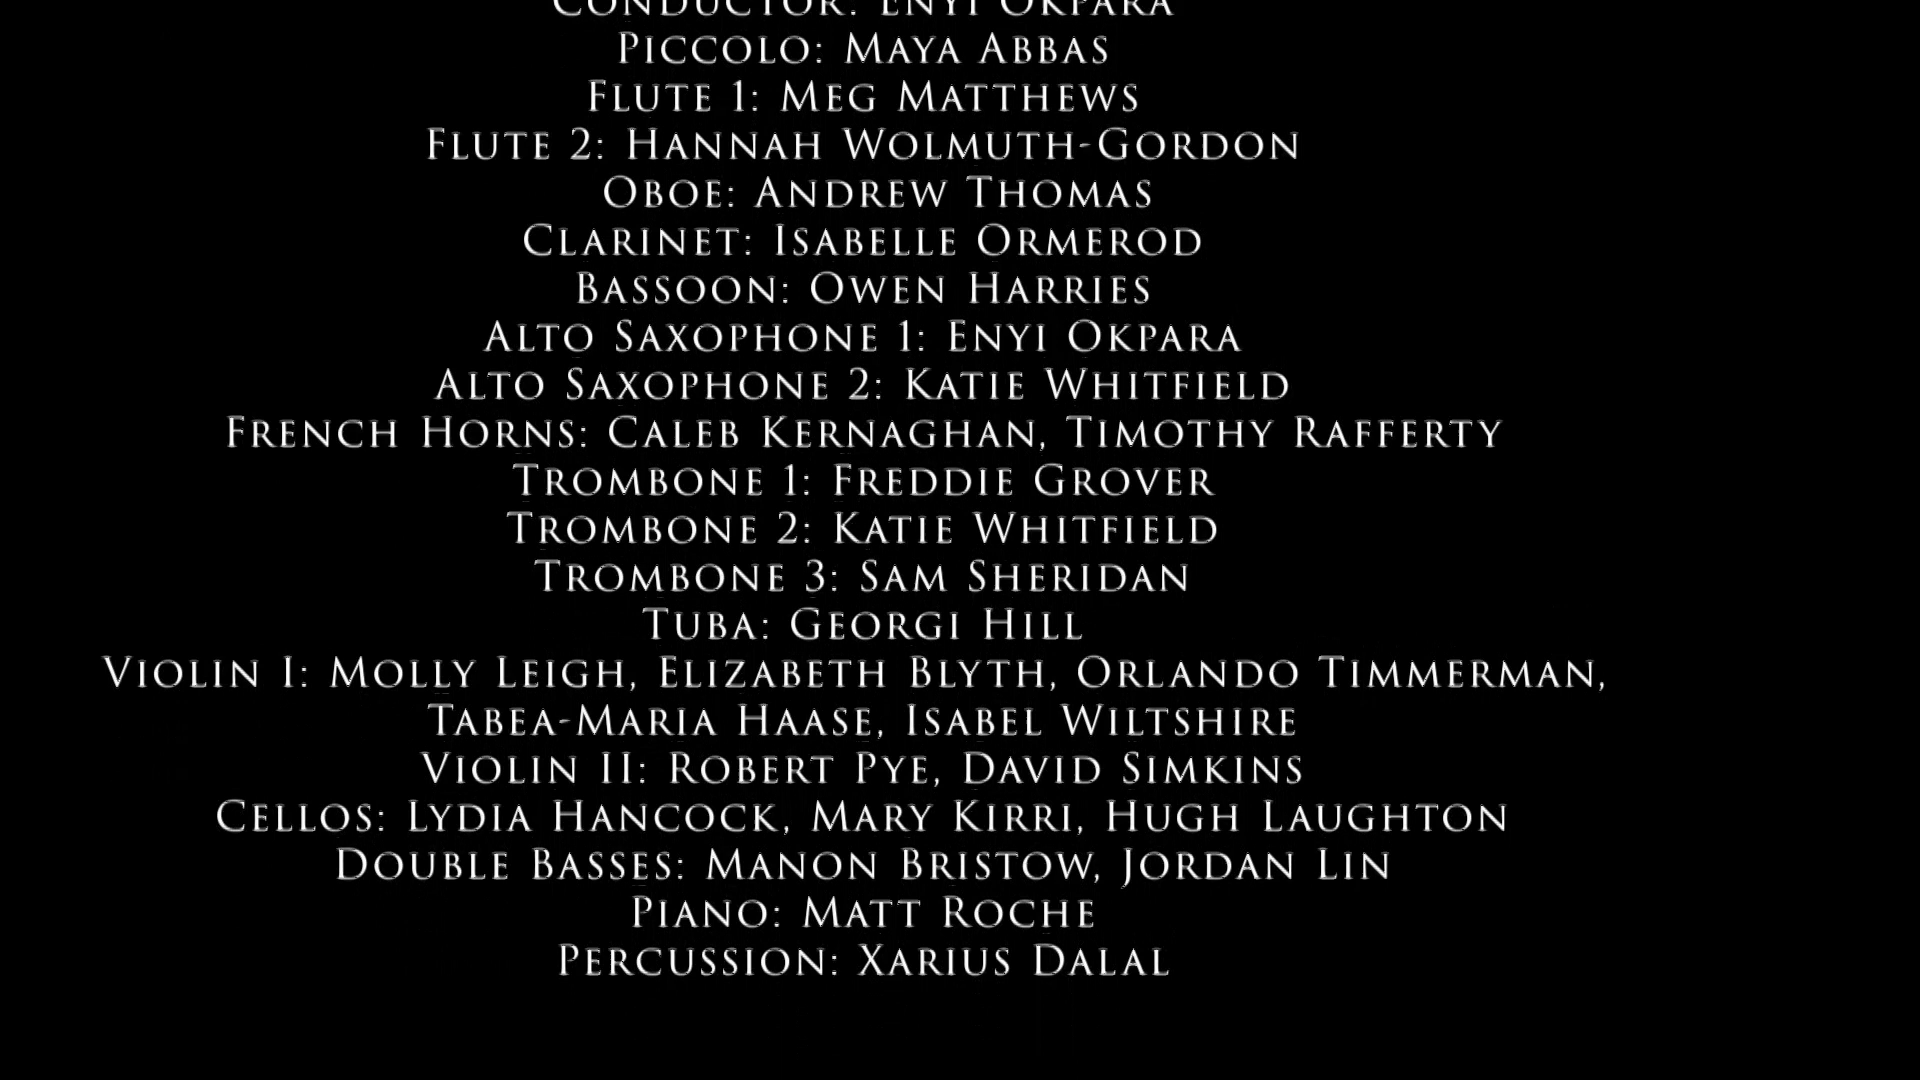 Conductor: Enyi Okpara
Piccolo: Maya Abbas
Flute 1: Meg Matthews
Flute 2: Hannah Wolmuth-Gordon
Oboe: Andrew Thomas
Clarinet: Isabelle Ormerod
Bassoon: Owen Harries
Alto Saxophone 1: Enyi Okpara
Alto Saxophone 2: Katie Whitfield
French Horns: Caleb Kernaghan, Timothy Rafferty
Trombone 1: Freddie Grover
Trombone 2: Katie Whitfield
Trombone 3: Sam Sheridan
Tuba: Georgi Hill
Violin I: Molly Leigh, Elizabeth Blyth, Orlando Timmerman,
Tabea-Maria Haase, Isabel Wiltshire
Violin II: Robert Pye, David Simkins
Cellos: Lydia Hancock, Mary Kirri, Hugh Laughton
Double Basses: Manon Bristow, Jordan Lin
Piano: Matt Roche
Percussion: Xarius Dalal